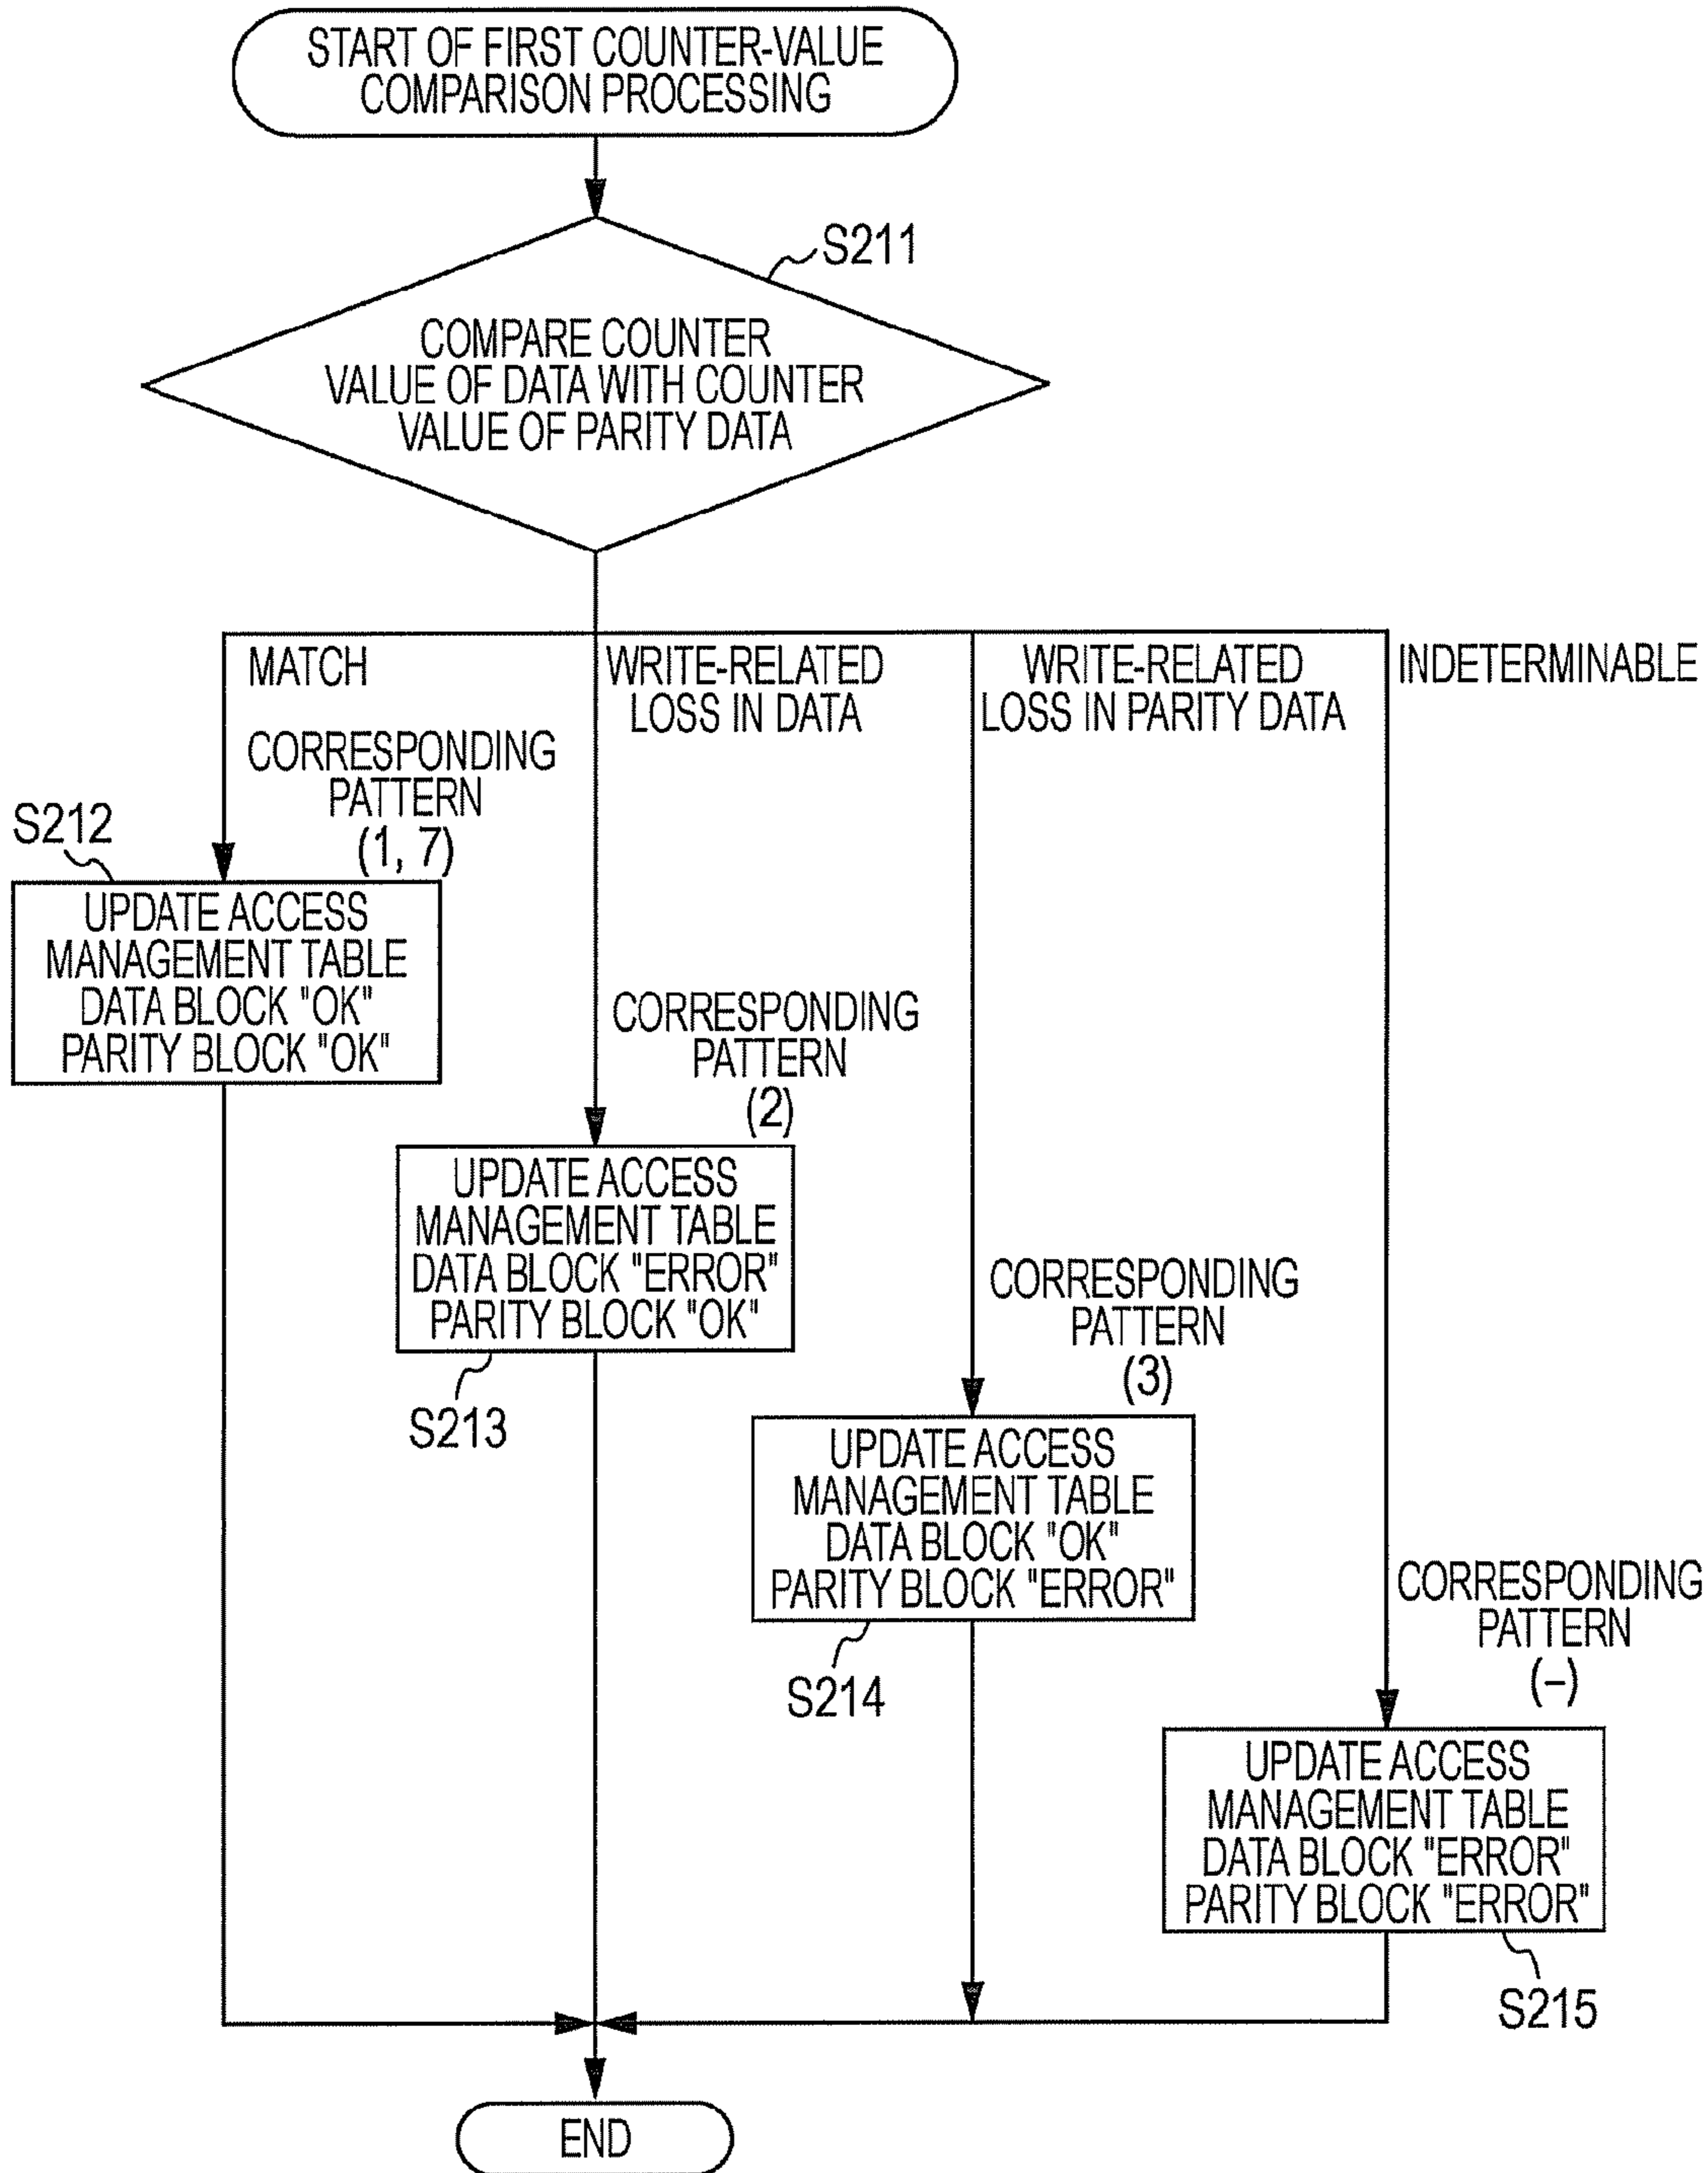 START OF FIRST COUNTER-VALUE
COMPARISON PROCESSING
S211
COMPARE COUNTER
VALUE OF DATA WITH COUNTER
VALUE OF PARITY DATA
MATCH
WRITE-RELATED
LOSS IN DATA
WRITE-RELATED
LOSS IN PARITY DATA
INDETERMINABLE
CORRESPONDING
PATTERN
(1, 7)
S212
UPDATE ACCESS
MANAGEMENT TABLE
DATA BLOCK "OK"
PARITY BLOCK "OK"
CORRESPONDING
PATTERN
(2)
UPDATE ACCESS
MANAGEMENT TABLE
DATA BLOCK "ERROR"
PARITY BLOCK "OK"
S213
CORRESPONDING
PATTERN
(3)
UPDATE ACCESS
MANAGEMENT TABLE
DATA BLOCK "OK"
PARITY BLOCK "ERROR"
S214
CORRESPONDING
PATTERN
(–)
UPDATE ACCESS
MANAGEMENT TABLE
DATA BLOCK "ERROR"
PARITY BLOCK "ERROR"
S215
END